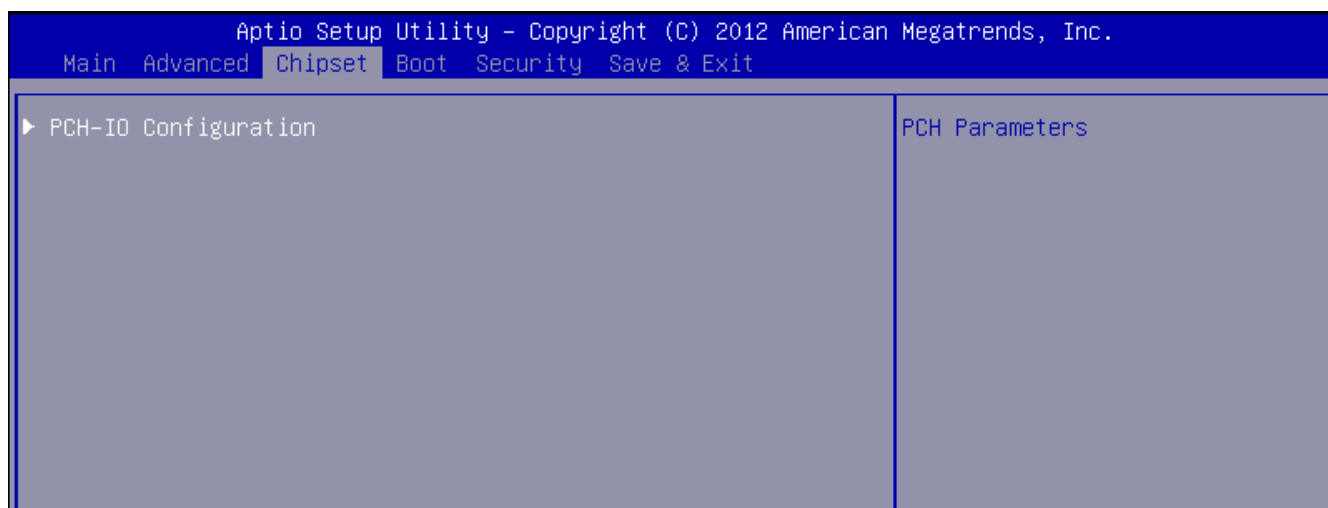 Aptio Setup Utility – Copyright (C) 2012 American Megatrends, Inc.
Main Advanced Chipset Boot Security Save & Exit
PCH-IO Configuration
PCH Parameters